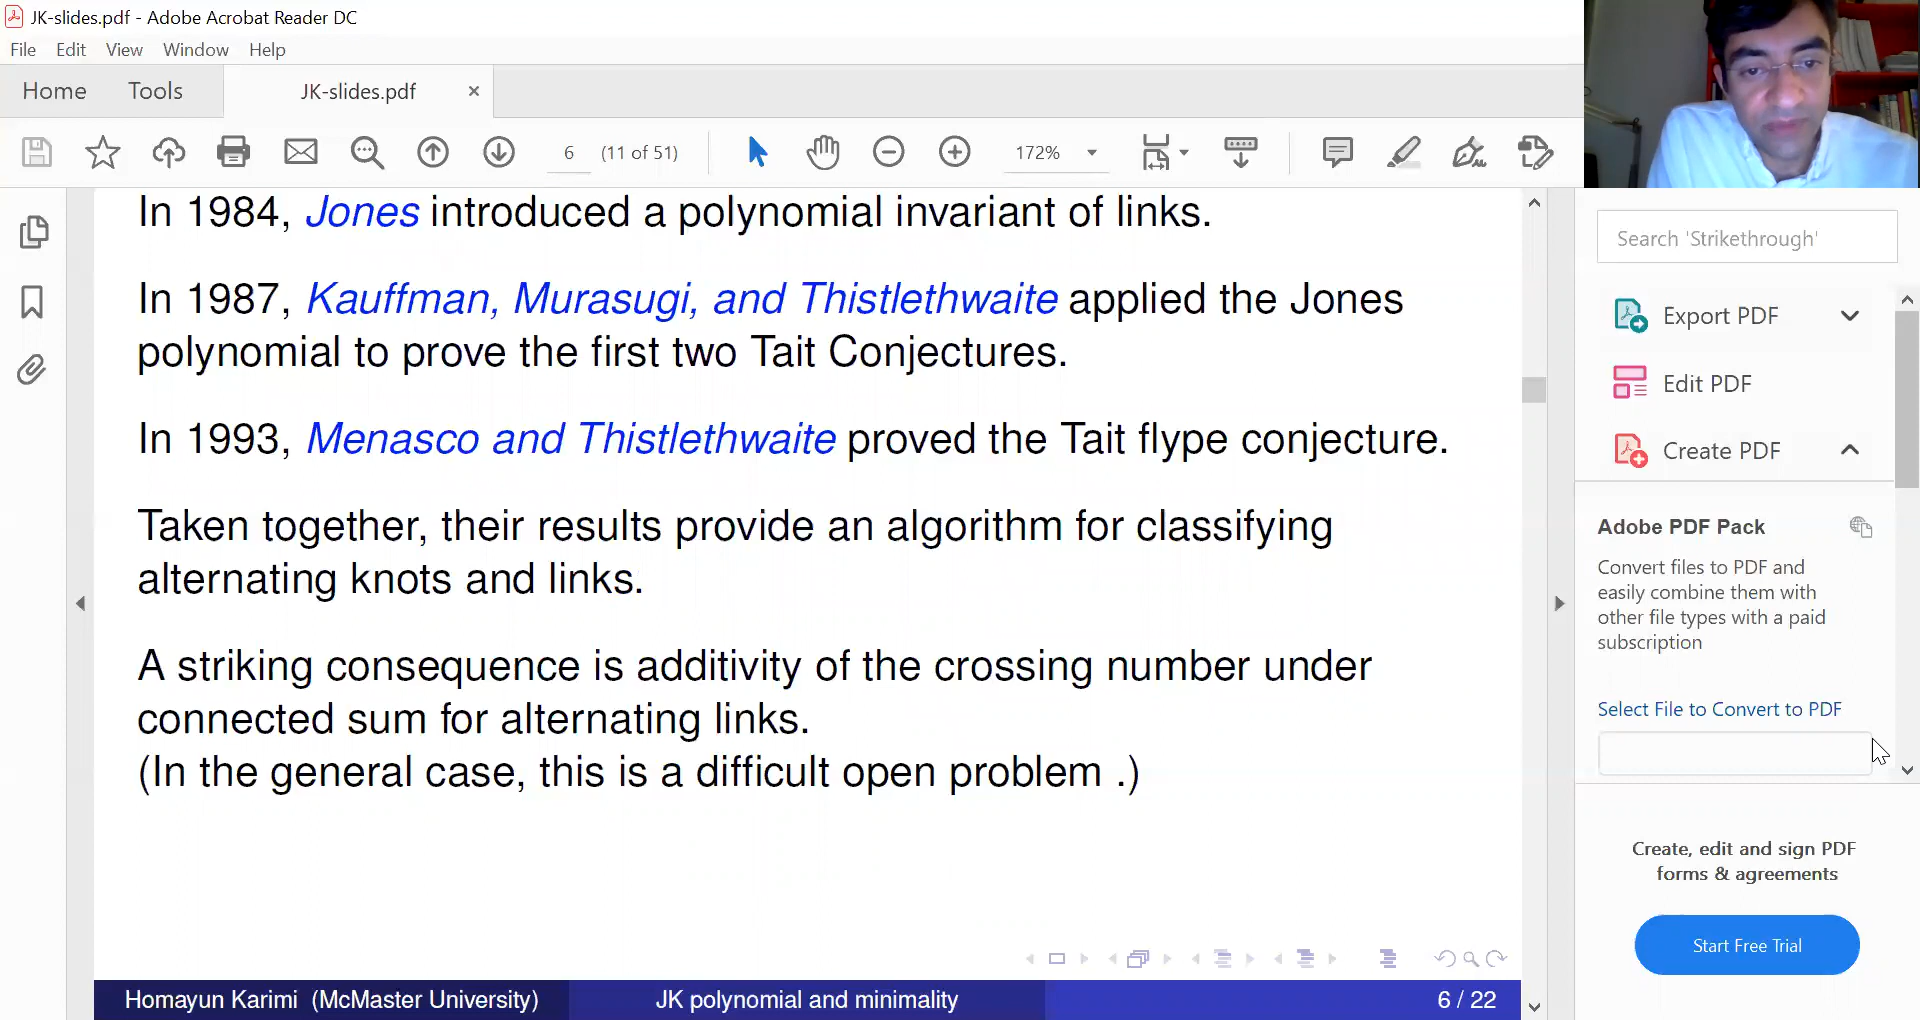 JK-slides.pdf - Adobe Acrobat Reader DC
File Edit View Window Help
Home Tools JK-slides.pdf ×
6 (11 of 51) 172%
In 1984, Jones introduced a polynomial invariant of links.
In 1987, Kauffman, Murasugi, and Thistlethwaite applied the Jones
polynomial to prove the first two Tait Conjectures.
In 1993, Menasco and Thistlethwaite proved the Tait flype conjecture.
Taken together, their results provide an algorithm for classifying
alternating knots and links.
A striking consequence is additivity of the crossing number under
connected sum for alternating links.
(In the general case, this is a difficult open problem .)
Homayun Karimi (McMaster University) JK polynomial and minimality 6 / 22
Search 'Strikethrough'
Export PDF
Edit PDF
Create PDF
Adobe PDF Pack
Convert files to PDF and
easily combine them with
other file types with a paid
subscription
Select File to Convert to PDF
Create, edit and sign PDF
forms & agreements
Start Free Trial